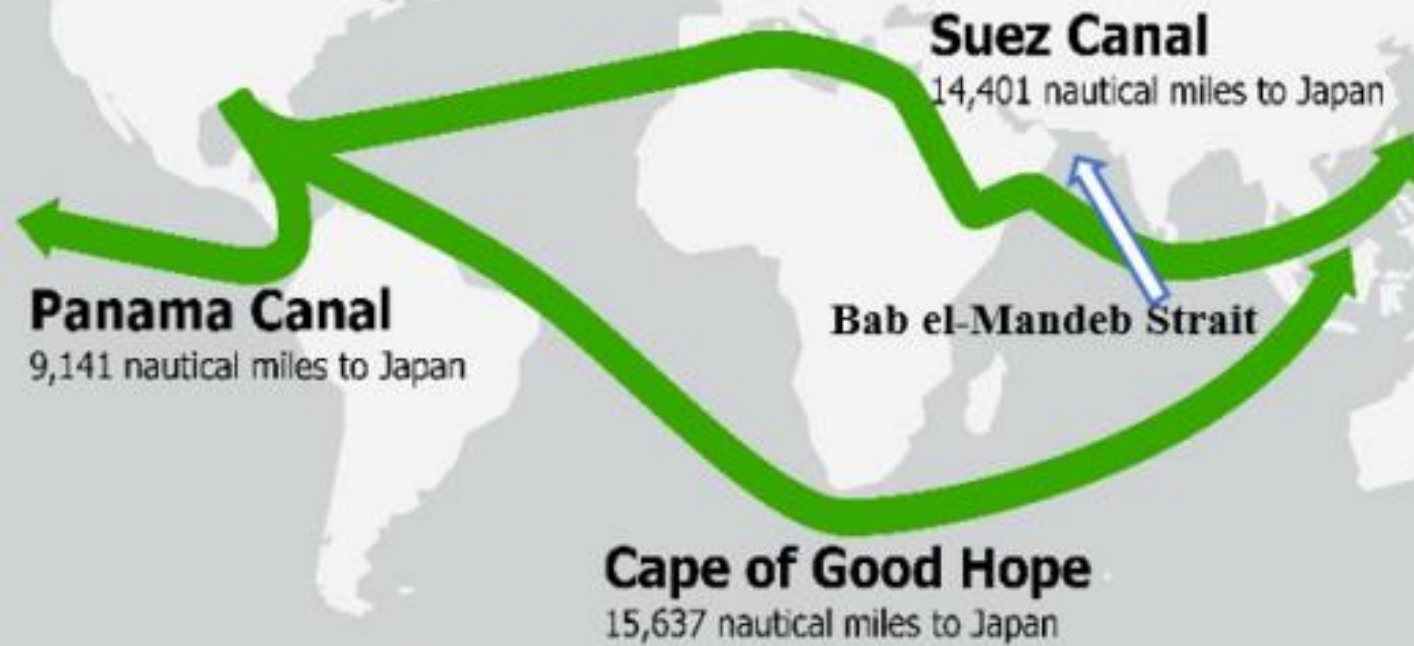 Suez Canal
14,401 nautical miles to Japan
Panama Canal
9,141 nautical miles to Japan
Bab el-Mandeb Strait
Cape of Good Hope
15,637 nautical miles to Japan